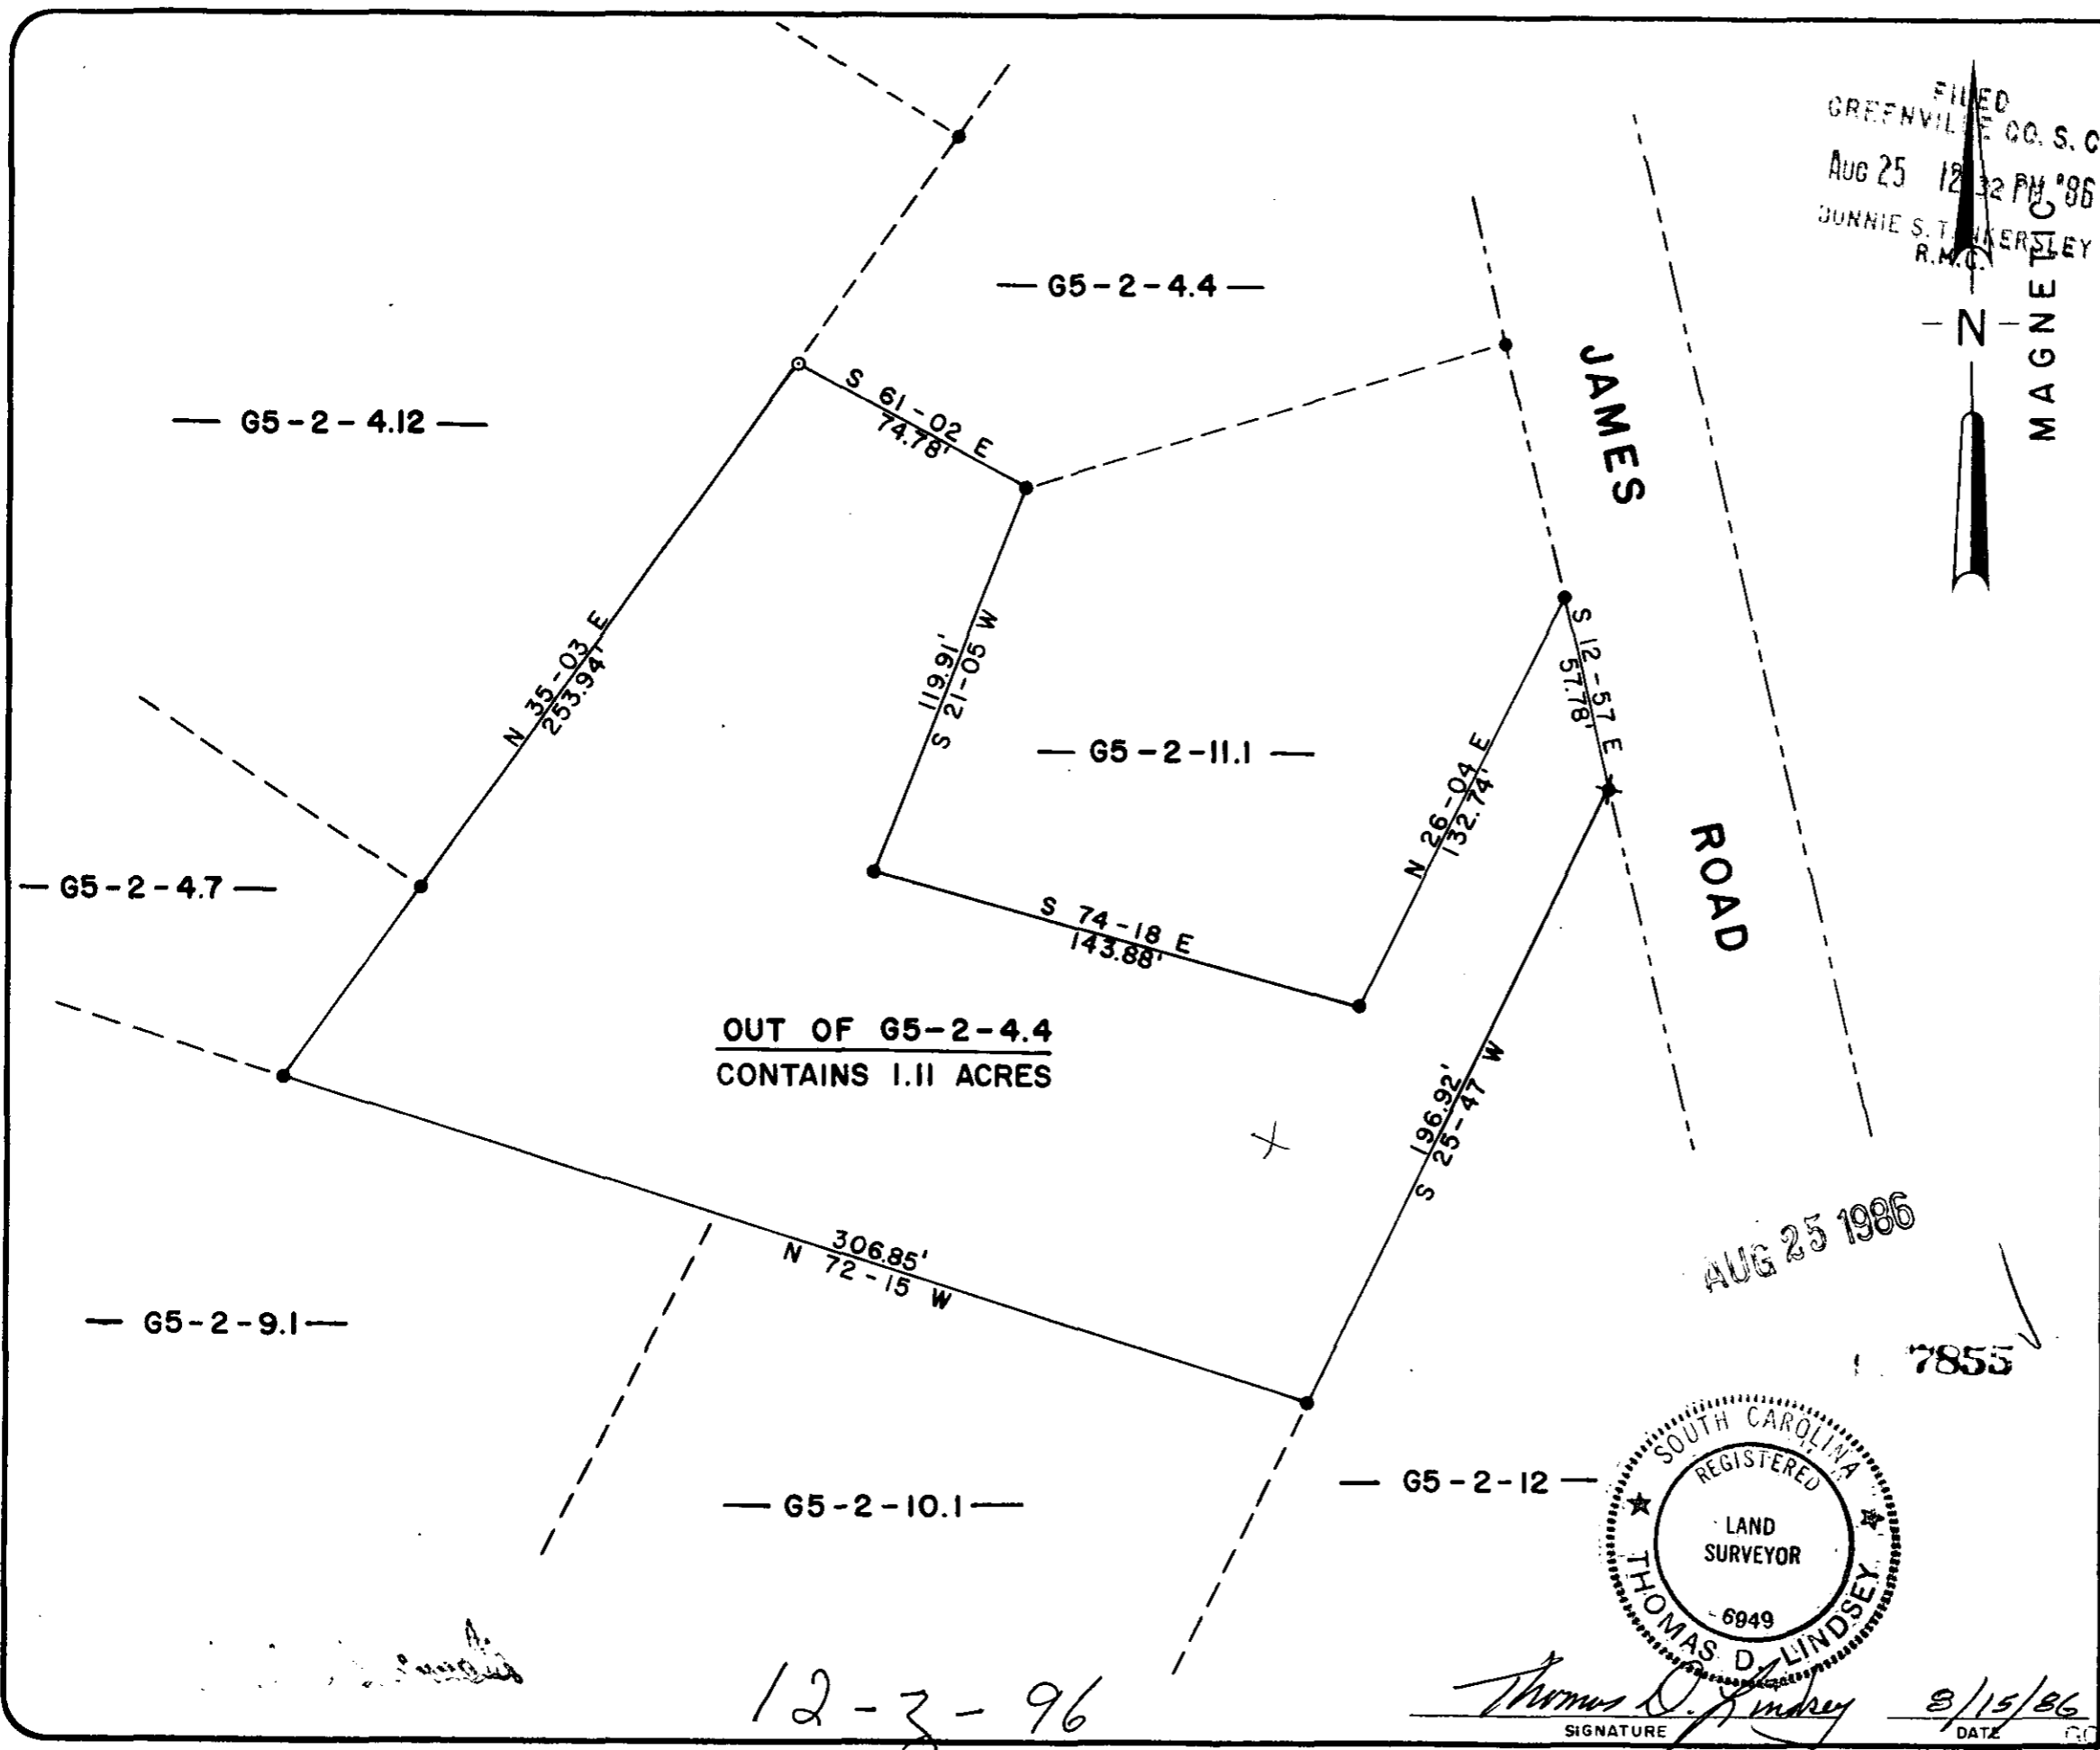 FILED
GREENVILLE CO. S. C
AUG 25 12 32 PM '86
DONNIE S. TANKERSLEY
R.M.C.
MAGNETIC
- N -
— G5-2-4.4 —
JAMES
ROAD
S 61-02 E
74.78'
— G5-2-4.12 —
N 35-03 E
253.94'
119.91'
S 21-05 W
S 12-57 E
57.78'
— G5-2-11.1 —
N 26-04 E
132.74'
— G5-2-4.7 —
S 74-18 E
143.88'
OUT OF G5-2-4.4
CONTAINS 1.11 ACRES
196.92'
S 25-47 W
306.85'
N 72-15 W
AUG 25 1986
— G5-2-9.1 —
7855
— G5-2-12 —
— G5-2-10.1 —
SOUTH CAROLINA
REGISTERED
LAND
SURVEYOR
6949
THOMAS D. LINDSEY
12-3-96
Thomas D. Lindsey
8/15/86
SIGNATURE
DATE